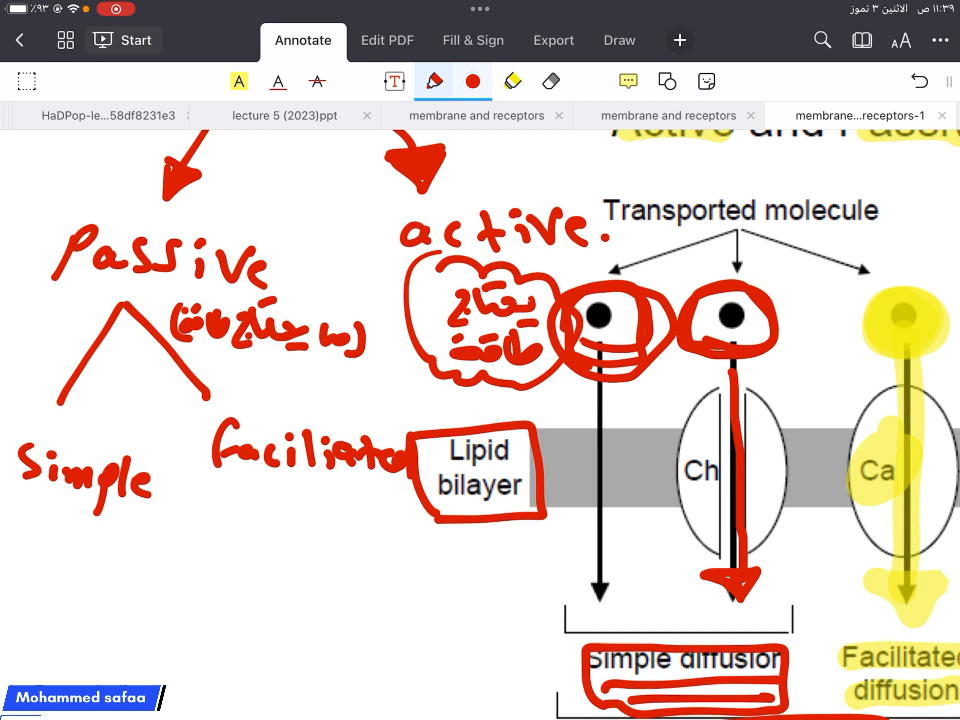 ٪٩٣
١١:٣٩ ص الاثنين ٣ تموز
Start
Annotate
Edit PDF
Fill & Sign
Export
Draw
HaDPop-le...58df8231e3
lecture 5 (2023)ppt
membrane and receptors
membrane and receptors
membrane...receptors-1
Transported molecule
Passive
(ما يحتاج طاقة)
active.
يحتاج
طاقة
Simple
faciliated
Lipid
bilayer
Ch
Ca
Simple diffusion
Facilitated
diffusion
Mohammed safaa